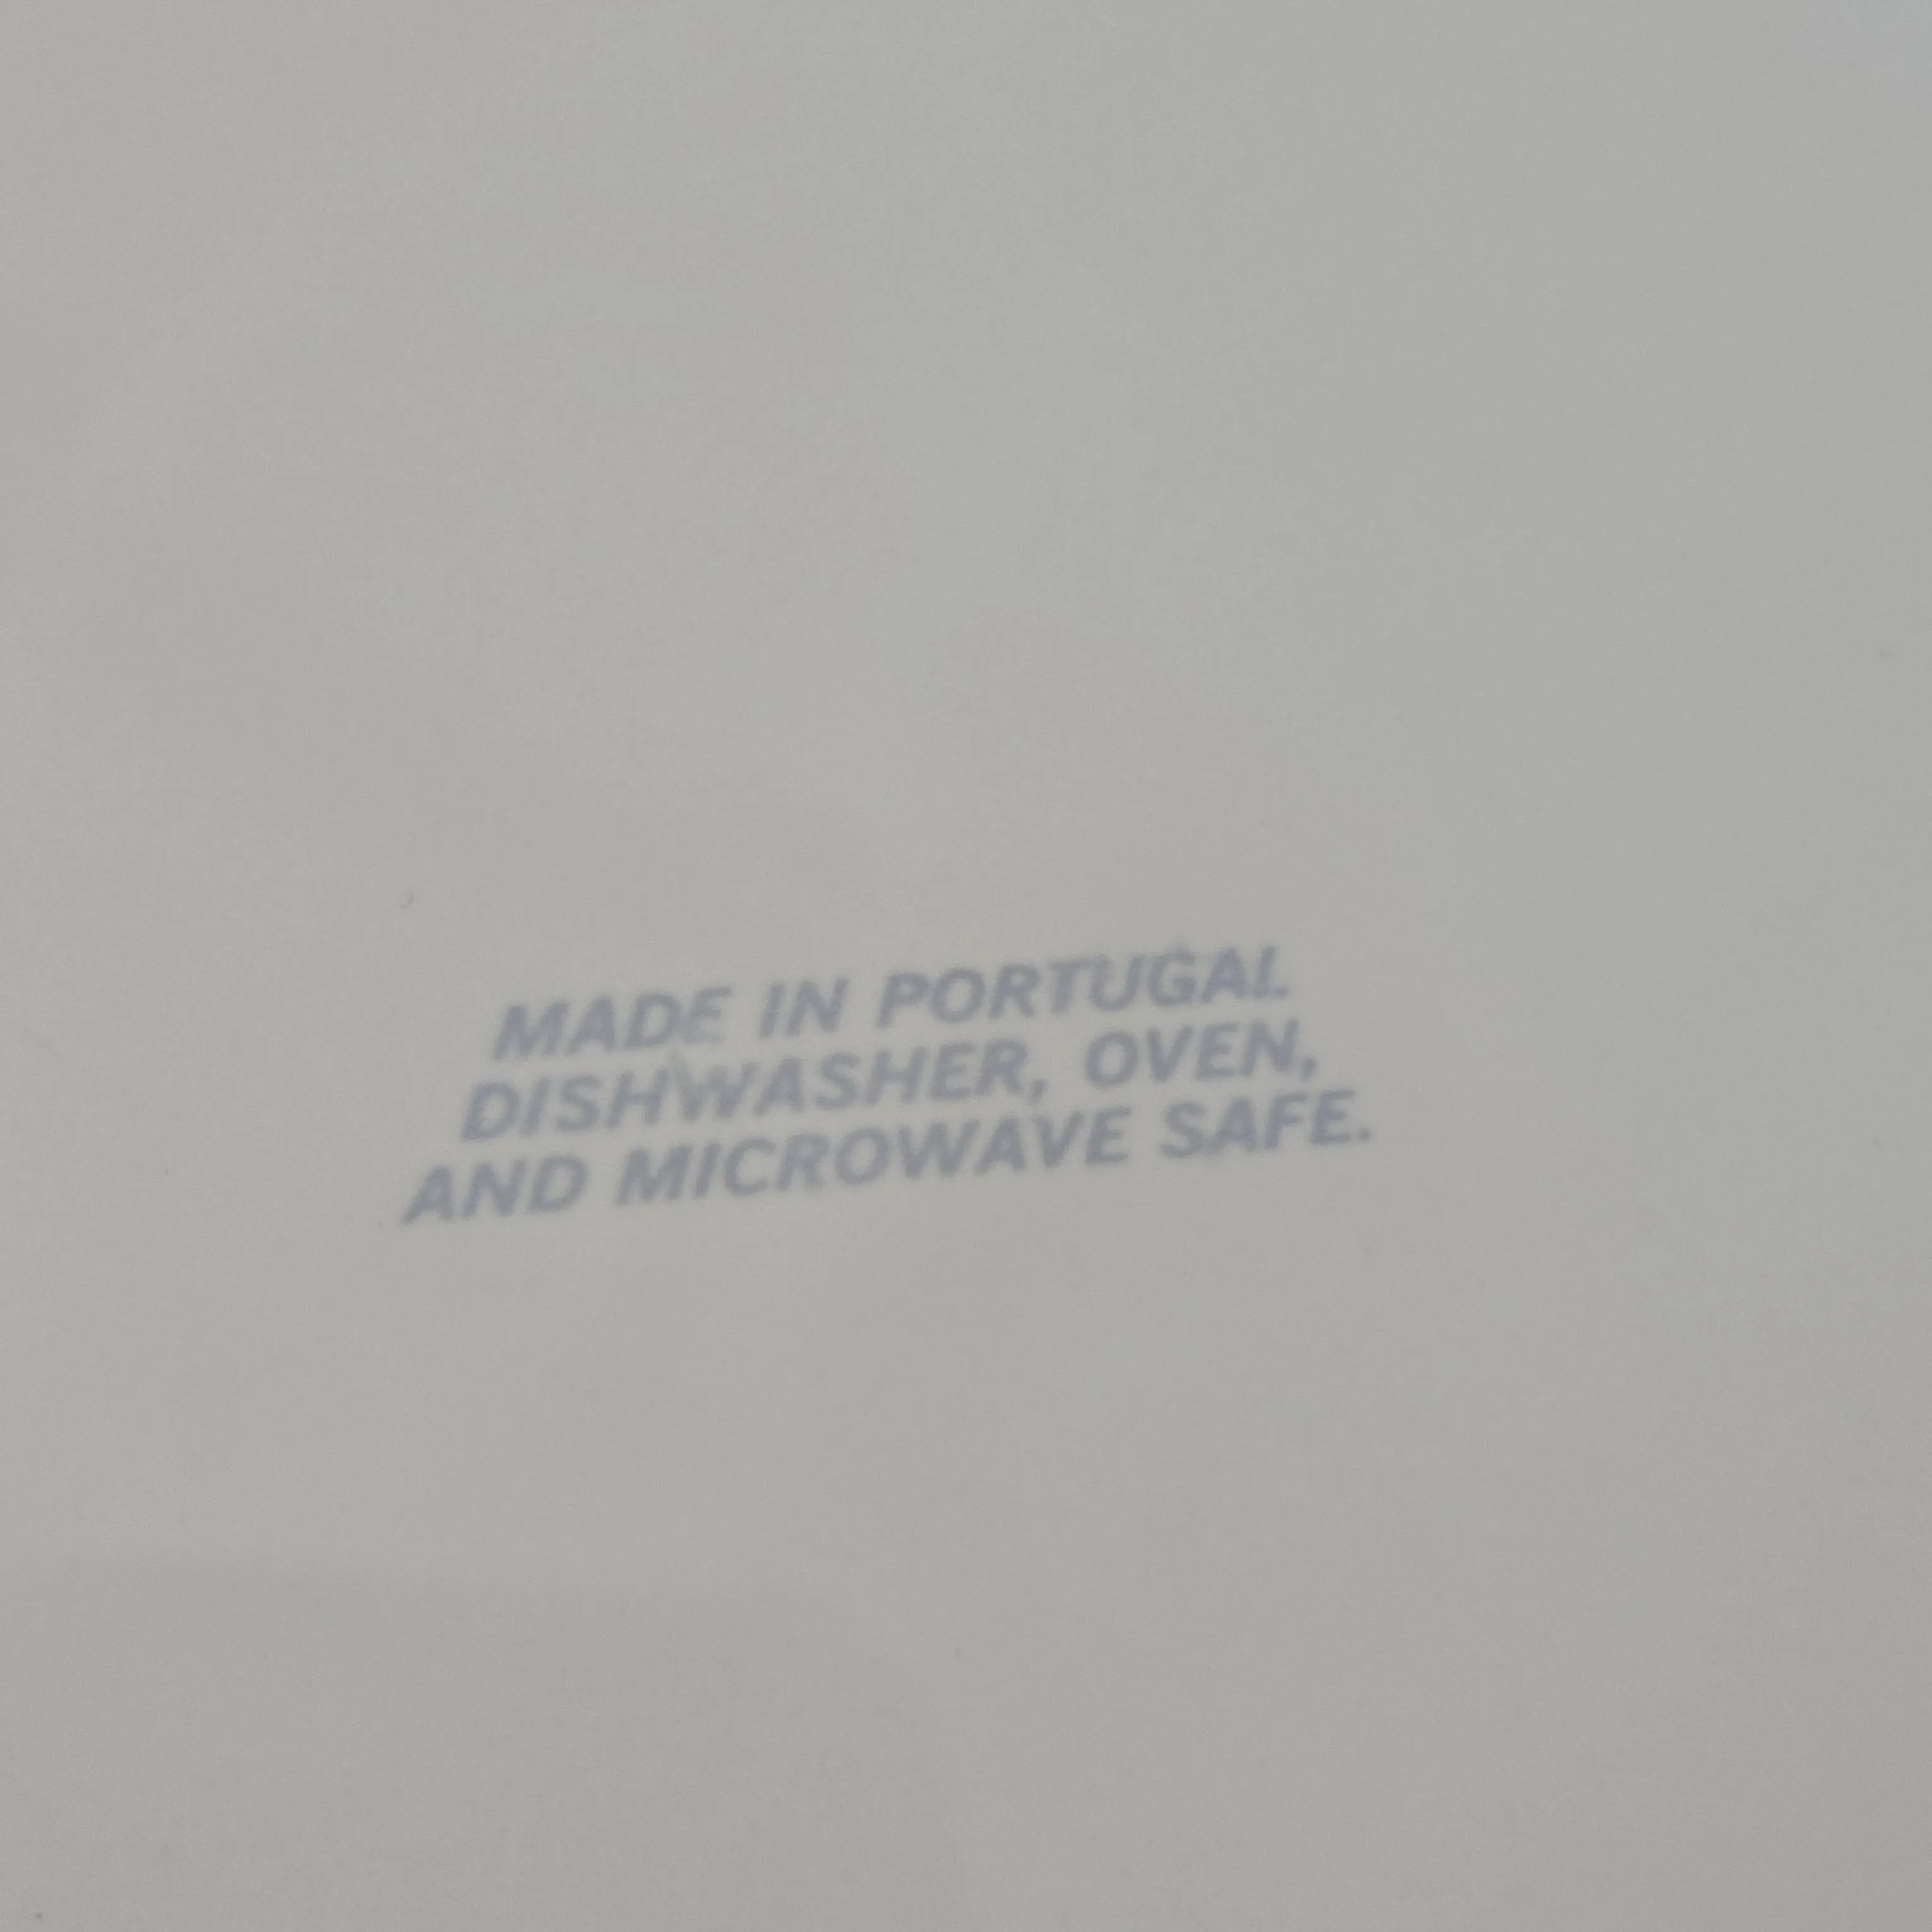 MADE IN PORTUGAL
DISHWASHER, OVEN,
AND MICROWAVE SAFE.